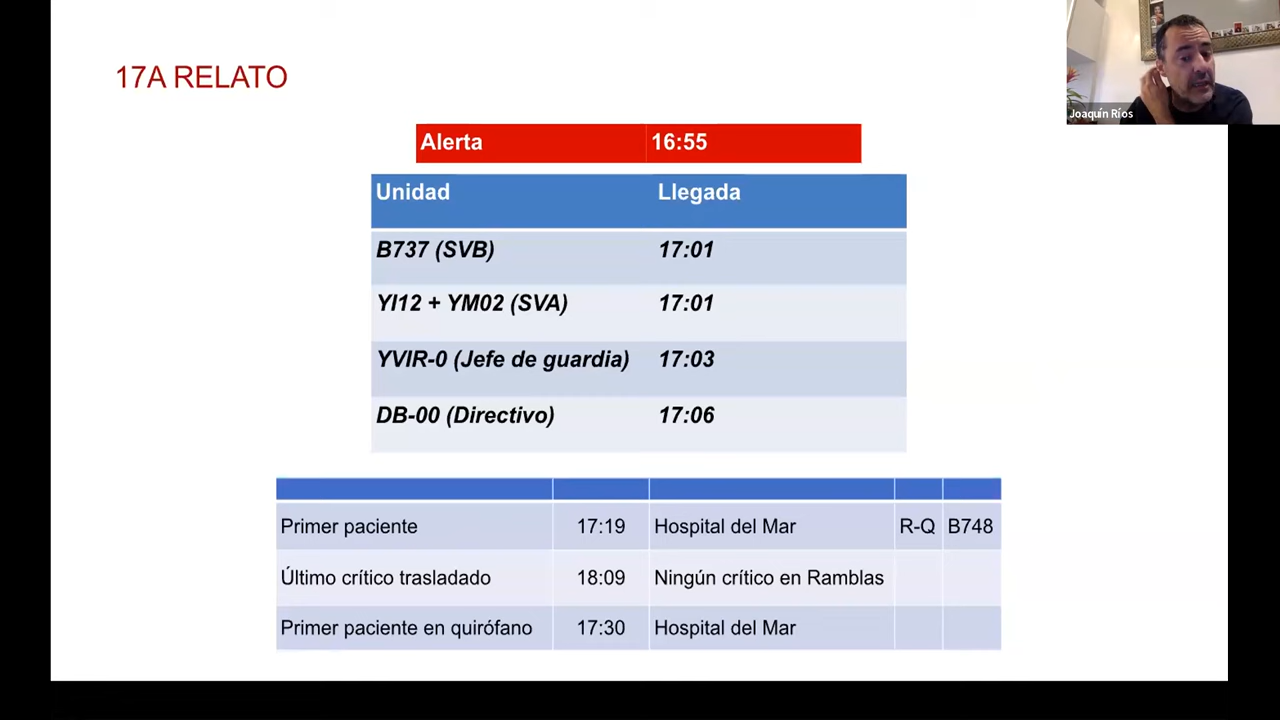 17A RELATO
Joaquín Ríos
Alerta 16:55
Unidad Llegada
B737 (SVB) 17:01
YI12 + YM02 (SVA) 17:01
YVIR-0 (Jefe de guardia) 17:03
DB-00 (Directivo) 17:06
Primer paciente 17:19 Hospital del Mar R-Q B748
Último crítico trasladado 18:09 Ningún crítico en Ramblas
Primer paciente en quirófano 17:30 Hospital del Mar